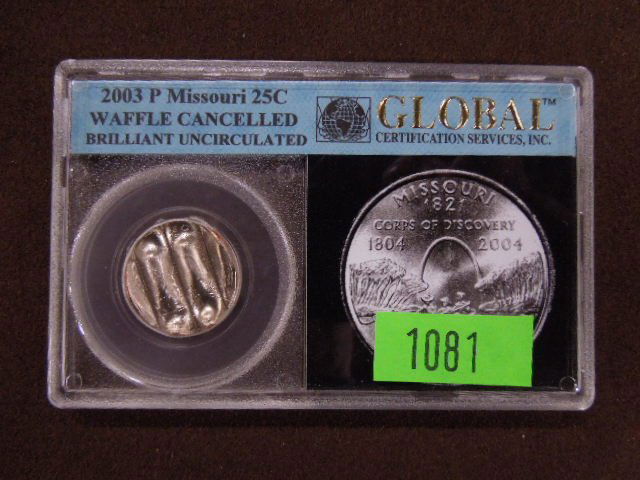 2003 P Missouri 25C
WAFFLE CANCELLED
BRILLIANT UNCIRCULATED
GLOBAL™
CERTIFICATION SERVICES, INC.
MISSOURI
1821
CORPS OF DISCOVERY
1804 2004
1081